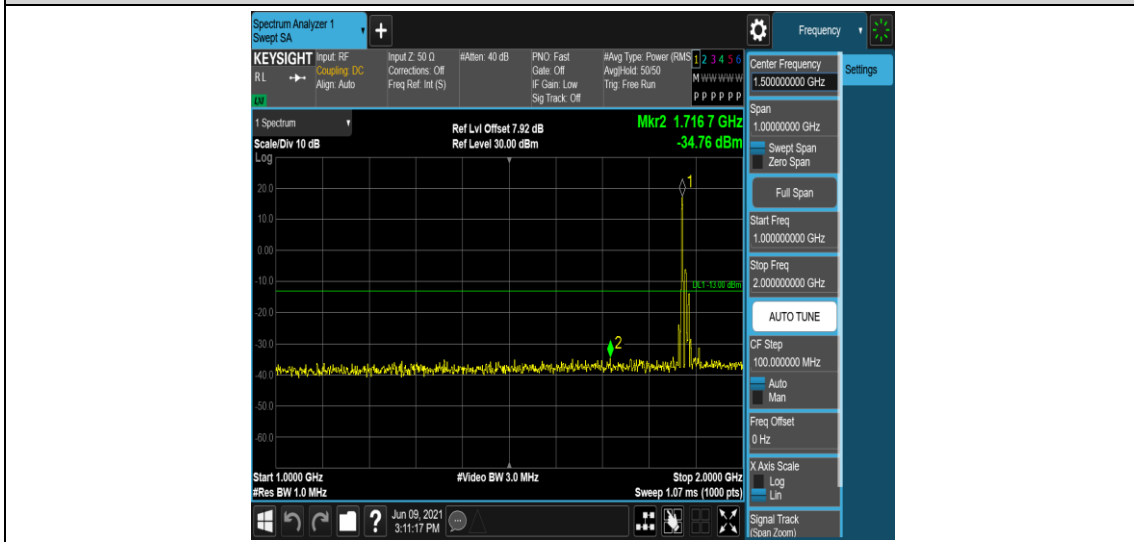 Spectrum Analyzer 1
Swept SA
+
Frequency
KEYSIGHT
RL
LXI
Input: RF
Coupling: DC
Align: Auto
Input Z: 50 Ω
Corrections: Off
Freq Ref: Int (S)
#Atten: 40 dB
PNO: Fast
Gate: Off
IF Gain: Low
Sig Track: Off
#Avg Type: Power (RMS
Avg|Hold: 50/50
Trig: Free Run
1 2 3 4 5 6
M W W W W W
P P P P P P
1 Spectrum
Scale/Div 10 dB
Ref Lvl Offset 7.92 dB
Ref Level 30.00 dBm
Mkr2 1.716 7 GHz
-34.76 dBm
Log
20.0
10.0
0.00
-10.0
-20.0
-30.0
-40.0
-50.0
-60.0
1
DL1 -13.00 dBm
2
Start 1.0000 GHz
#Res BW 1.0 MHz
#Video BW 3.0 MHz
Stop 2.0000 GHz
Sweep 1.07 ms (1000 pts)
Center Frequency
1.50000000 GHz
Settings
Span
1.00000000 GHz
Swept Span
Zero Span
Full Span
Start Freq
1.000000000 GHz
Stop Freq
2.000000000 GHz
AUTO TUNE
CF Step
100.000000 MHz
Auto
Man
Freq Offset
0 Hz
X Axis Scale
Log
Lin
Signal Track
(Span Zoom)
?
Jun 09, 2021
3:11:17 PM